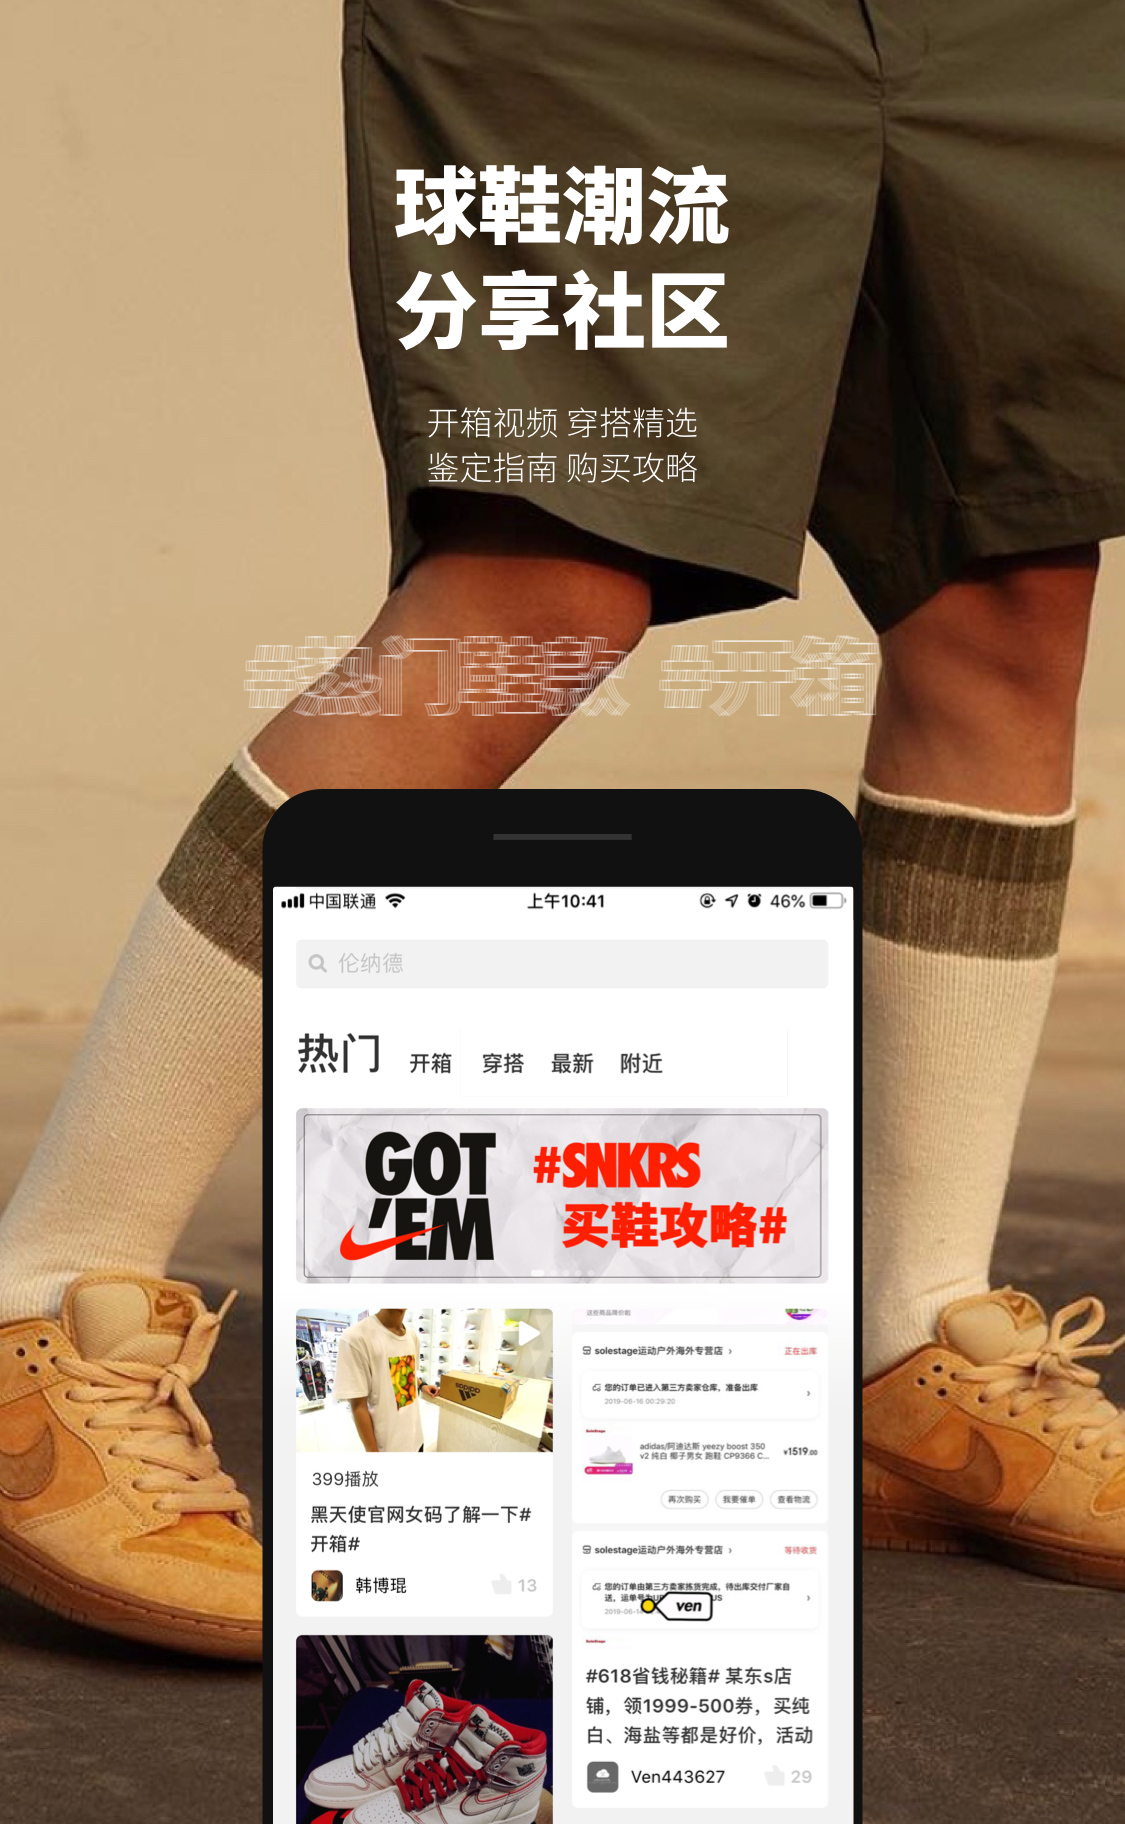 球鞋潮流
分享社区
开箱视频 穿搭精选
鉴定指南 购买攻略
#热门鞋款 #开箱
中国联通
上午10:41
46%
伦纳德
热门 开箱 穿搭 最新 附近
GOT
'EM
#SNKRS
买鞋攻略#
adidas
399播放
黑天使官网女码了解一下#
开箱#
韩博琨
13
solestage运动户外海外专营店 ›
正在出库
您的订单已进入第三方卖家仓库，准备出库
2019-06-16 00:29:20
adidas/阿迪达斯 yeezy boost 350
v2 纯白 椰子男女 跑鞋 CP9366 C...
¥1519.00
再次购买
我要催单
查看物流
solestage运动户外海外专营店 ›
等待收货
您的订单由第三方卖家拣货完成，待出库交付厂家自
送，运单号为
ven
#618省钱秘籍# 某东s店
铺，领1999-500券，买纯
白、海盐等都是好价，活动
Ven443627
29